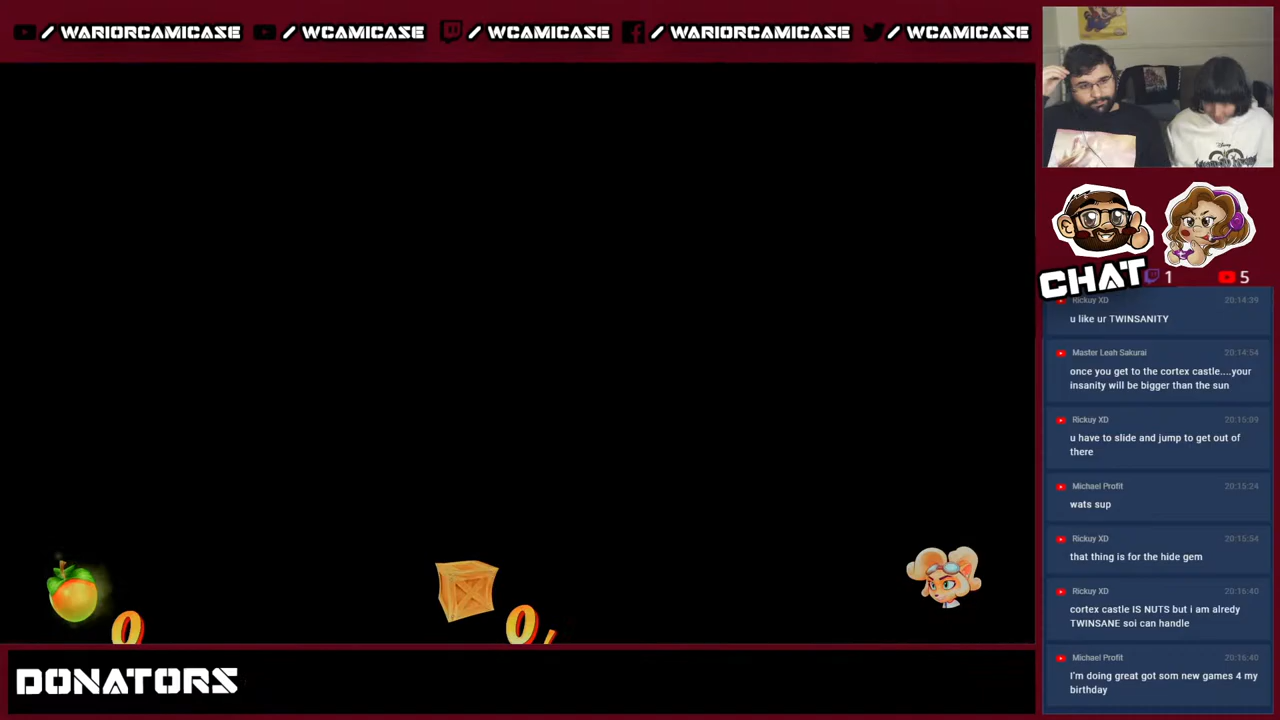 / WARIORCAMICASE / WCAMICASE / WCAMICASE / WARIORCAMICASE / WCAMICASE
Disney
CHAT 1 5
Rickuy XD 20:14:39
u like ur TWINSANITY
Master Leah Sakurai 20:14:54
once you get to the cortex castle....your
insanity will be bigger than the sun
Rickuy XD 20:15:09
u have to slide and jump to get out of
there
Michael Profit 20:15:24
wats sup
Rickuy XD 20:15:54
that thing is for the hide gem
Rickuy XD 20:16:40
cortex castle IS NUTS but i am alredy
TWINSANE soi can handle
Michael Profit 20:16:40
I'm doing great got som new games 4 my
birthday
0
0
DONATORS